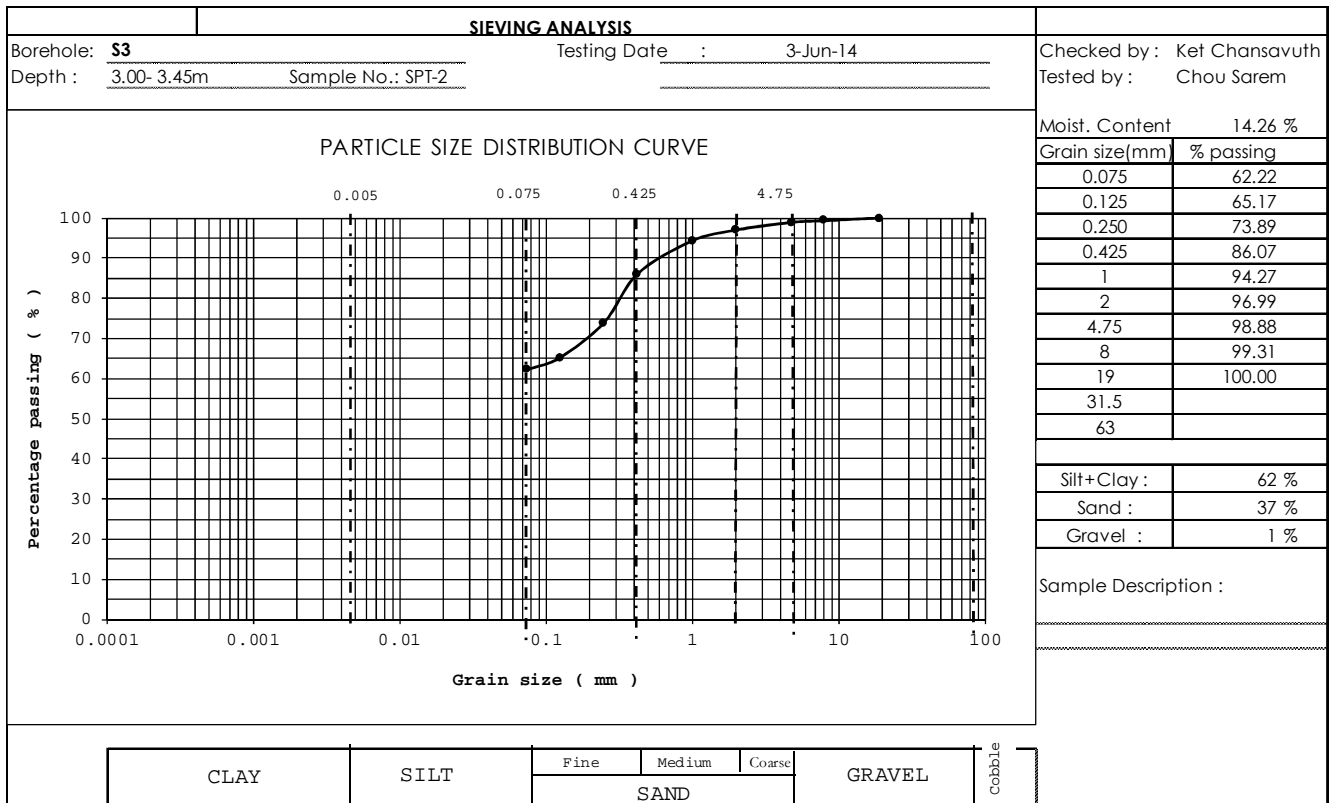 SIEVING ANALYSIS
Borehole: S3 Testing Date : 3-Jun-14 Checked by : Ket Chansavuth
Depth : 3.00- 3.45m Sample No.: SPT-2 Tested by : Chou Sarem
Moist. Content 14.26 %
Grain size(mm) % passing
0.075 62.22
0.125 65.17
0.250 73.89
0.425 86.07
1 94.27
2 96.99
4.75 98.88
8 99.31
19 100.00
31.5
63
Silt+Clay : 62 %
Sand : 37 %
Gravel : 1 %
Sample Description :
PARTICLE SIZE DISTRIBUTION CURVE
0.005 0.075 0.425 4.75
Percentage passing ( % )
100
90
80
70
60
50
40
30
20
10
0
0.0001 0.001 0.01 0.1 1 10 100
Grain size ( mm )
CLAY SILT Fine Medium Coarse GRAVEL Cobble
SAND